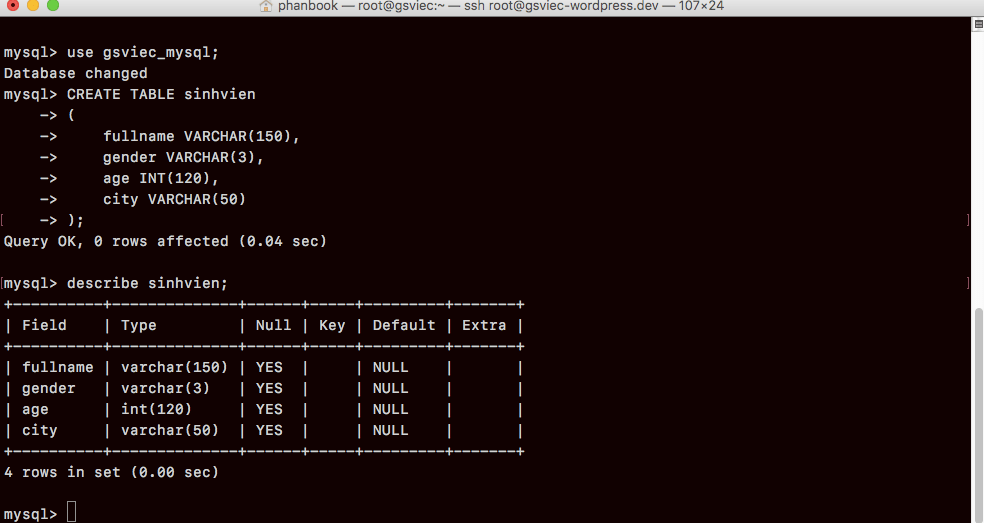 phanbook — root@gsviec:~ — ssh root@gsviec-wordpress.dev — 107×24
mysql> use gsviec_mysql;
Database changed
mysql> CREATE TABLE sinhvien
    -> (
    ->     fullname VARCHAR(150),
    ->     gender VARCHAR(3),
    ->     age INT(120),
    ->     city VARCHAR(50)
[   -> );                                                                                                  ]
Query OK, 0 rows affected (0.04 sec)
[mysql> describe sinhvien;                                                                                  ]
+----------+--------------+------+-----+---------+-------+
| Field    | Type         | Null | Key | Default | Extra |
+----------+--------------+------+-----+---------+-------+
| fullname | varchar(150) | YES  |     | NULL    |       |
| gender   | varchar(3)   | YES  |     | NULL    |       |
| age      | int(120)     | YES  |     | NULL    |       |
| city     | varchar(50)  | YES  |     | NULL    |       |
+----------+--------------+------+-----+---------+-------+
4 rows in set (0.00 sec)
mysql>